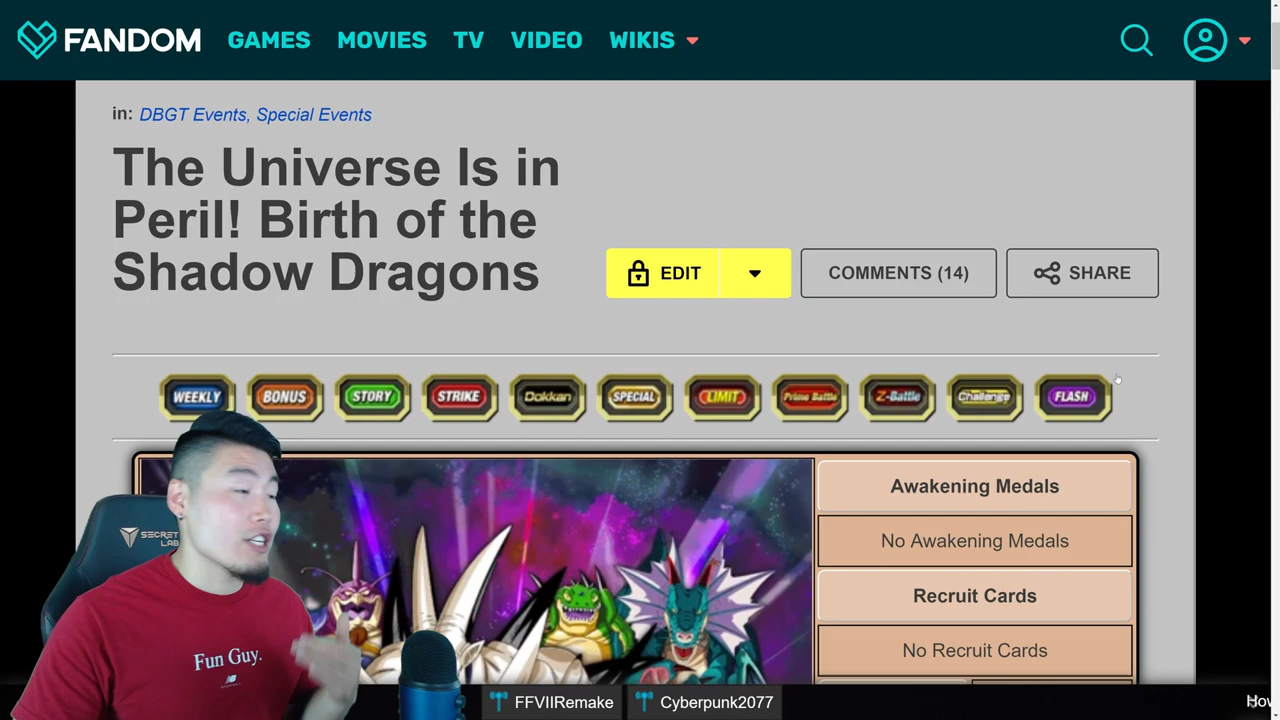 FANDOM GAMES MOVIES TV VIDEO WIKIS
in: DBGT Events, Special Events
The Universe Is in
Peril! Birth of the
Shadow Dragons
EDIT COMMENTS (14) SHARE
WEEKLY BONUS STORY STRIKE Dokkan SPECIAL LIMIT Prime Battle Z-Battle Challenge FLASH
Awakening Medals
No Awakening Medals
Recruit Cards
No Recruit Cards
SECRET
LAB
Fun Guy.
FFVIIRemake Cyberpunk2077